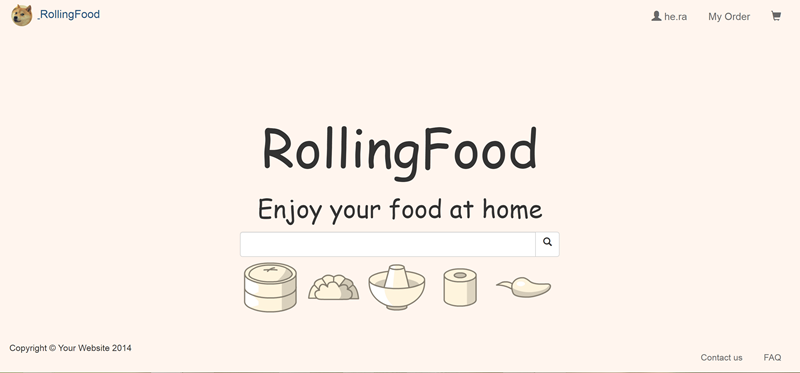 RollingFood
he.ra
My Order
RollingFood
Enjoy your food at home
Copyright © Your Website 2014
Contact us
FAQ